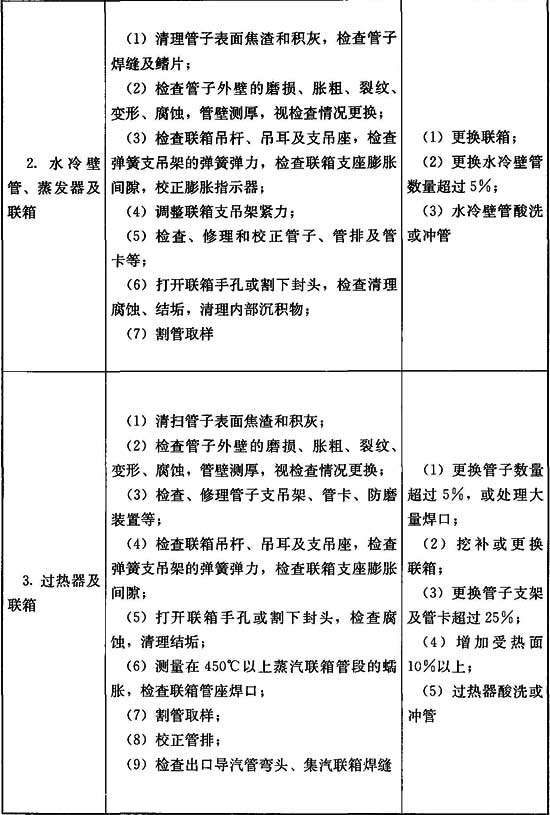 2. 水冷壁
管、蒸发器及
联箱
(1) 清理管子表面焦渣和积灰，检查管子
焊缝及鳍片；
(2) 检查管子外壁的磨损、胀粗、裂纹、
变形、腐蚀，管壁测厚，视检查情况更换；
(3) 检查联箱吊杆、吊耳及支吊座，检查
弹簧支吊架的弹簧弹力，检查联箱支座膨胀
间隙，校正膨胀指示器；
(4) 调整联箱支吊架紧力；
(5) 检查、修理和校正管子、管排及管
卡等；
(6) 打开联箱手孔或割下封头，检查清理
腐蚀、结垢，清理内部沉积物；
(7) 割管取样
(1) 更换联箱；
(2) 更换水冷壁管
数量超过 5%；
(3) 水冷壁管酸洗
或冲管
3. 过热器及
联箱
(1) 清扫管子表面焦渣和积灰；
(2) 检查管子外壁的磨损、胀粗、裂纹、
变形、腐蚀，管壁测厚，视检查情况更换；
(3) 检查、修理管子支吊架、管卡、防磨
装置等；
(4) 检查联箱吊杆、吊耳及支吊座，检查
弹簧支吊架的弹簧弹力，检查联箱支座膨胀
间隙；
(5) 打开联箱手孔或割下封头，检查腐
蚀，清理结垢；
(6) 测量在 450℃以上蒸汽联箱管段的蠕
胀，检查联箱管座焊口；
(7) 割管取样；
(8) 校正管排；
(9) 检查出口导汽管弯头、集汽联箱焊缝
(1) 更换管子数量
超过 5%，或处理大
量焊口；
(2) 挖补或更换
联箱；
(3) 更换管子支架
及管卡超过 25%；
(4) 增加受热面
10%以上；
(5) 过热器酸洗或
冲管